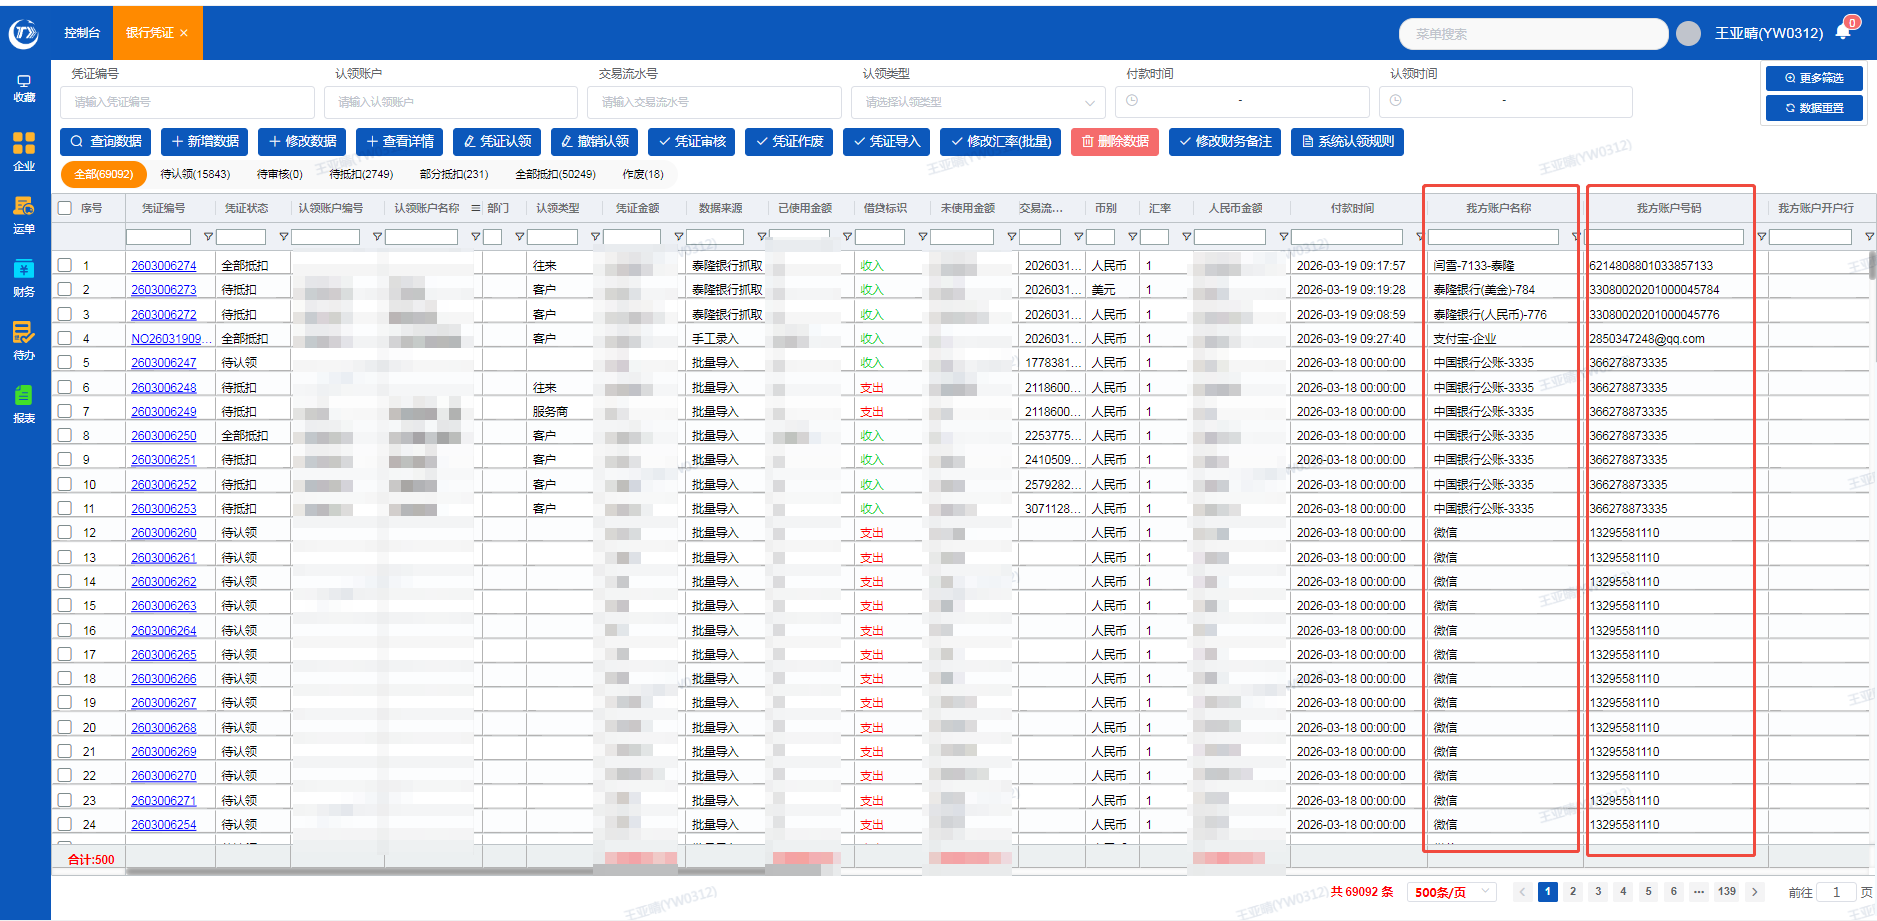 控制台 银行凭证 × 菜单搜索 王亚晴(YW0312) 0
收藏
企业
运单
财务
待办
报表
凭证编号 认领账户 交易流水号 认领类型 付款时间 认领时间
请输入凭证编号 请输入认领账户 请输入交易流水号 请选择认领类型 - -
更多筛选
数据重置
查询数据 新增数据 修改数据 查看详情 凭证认领 撤销认领 凭证审核 凭证作废 凭证导入 修改汇率(批量) 删除数据 修改财务备注 系统认领规则
全部(69092) 待认领(15843) 待审核(0) 待抵扣(2749) 部分抵扣(231) 全部抵扣(50249) 作废(18)
序号 凭证编号 凭证状态 认领账户编号 认领账户名称 部门 认领类型 凭证金额 数据来源 已使用金额 借贷标识 未使用金额 交易流... 币别 汇率 人民币金额 付款时间 我方账户名称 我方账户号码 我方账户开户行
1 2603006274 全部抵扣 往来 泰隆银行抓取 收入 2026031... 人民币 1 2026-03-19 09:17:57 闫雪-7133-泰隆 6214808801033857133
2 2603006273 待抵扣 客户 泰隆银行抓取 收入 2026031... 美元 1 2026-03-19 09:19:28 泰隆银行(美金)-784 33080020201000045784
3 2603006272 待抵扣 客户 泰隆银行抓取 收入 2026031... 人民币 1 2026-03-19 09:08:59 泰隆银行(人民币)-776 33080020201000045776
4 NO26031909... 全部抵扣 客户 手工录入 收入 2026031... 人民币 1 2026-03-19 09:27:40 支付宝-企业 2850347248@qq.com
5 2603006247 待认领 批量导入 收入 1778381... 人民币 1 2026-03-18 00:00:00 中国银行公账-3335 366278873335
6 2603006248 待抵扣 往来 批量导入 支出 2118600... 人民币 1 2026-03-18 00:00:00 中国银行公账-3335 366278873335
7 2603006249 待抵扣 服务商 批量导入 支出 2118600... 人民币 1 2026-03-18 00:00:00 中国银行公账-3335 366278873335
8 2603006250 全部抵扣 客户 批量导入 收入 2253775... 人民币 1 2026-03-18 00:00:00 中国银行公账-3335 366278873335
9 2603006251 待抵扣 客户 批量导入 收入 2410509... 人民币 1 2026-03-18 00:00:00 中国银行公账-3335 366278873335
10 2603006252 待抵扣 客户 批量导入 收入 2579282... 人民币 1 2026-03-18 00:00:00 中国银行公账-3335 366278873335
11 2603006253 待抵扣 客户 批量导入 收入 3071128... 人民币 1 2026-03-18 00:00:00 中国银行公账-3335 366278873335
12 2603006260 待认领 批量导入 支出 人民币 1 2026-03-18 00:00:00 微信 13295581110
13 2603006261 待认领 批量导入 支出 人民币 1 2026-03-18 00:00:00 微信 13295581110
14 2603006262 待认领 批量导入 支出 人民币 1 2026-03-18 00:00:00 微信 13295581110
15 2603006263 待认领 批量导入 支出 人民币 1 2026-03-18 00:00:00 微信 13295581110
16 2603006264 待认领 批量导入 支出 人民币 1 2026-03-18 00:00:00 微信 13295581110
17 2603006265 待认领 批量导入 支出 人民币 1 2026-03-18 00:00:00 微信 13295581110
18 2603006266 待认领 批量导入 支出 人民币 1 2026-03-18 00:00:00 微信 13295581110
19 2603006267 待认领 批量导入 支出 人民币 1 2026-03-18 00:00:00 微信 13295581110
20 2603006268 待认领 批量导入 支出 人民币 1 2026-03-18 00:00:00 微信 13295581110
21 2603006269 待认领 批量导入 支出 人民币 1 2026-03-18 00:00:00 微信 13295581110
22 2603006270 待认领 批量导入 支出 人民币 1 2026-03-18 00:00:00 微信 13295581110
23 2603006271 待认领 批量导入 支出 人民币 1 2026-03-18 00:00:00 微信 13295581110
24 2603006254 待认领 批量导入 支出 人民币 1 2026-03-18 00:00:00 微信 13295581110
合计:500
共 69092 条 500条/页 < 1 2 3 4 5 6 ··· 139 > 前往 1 页